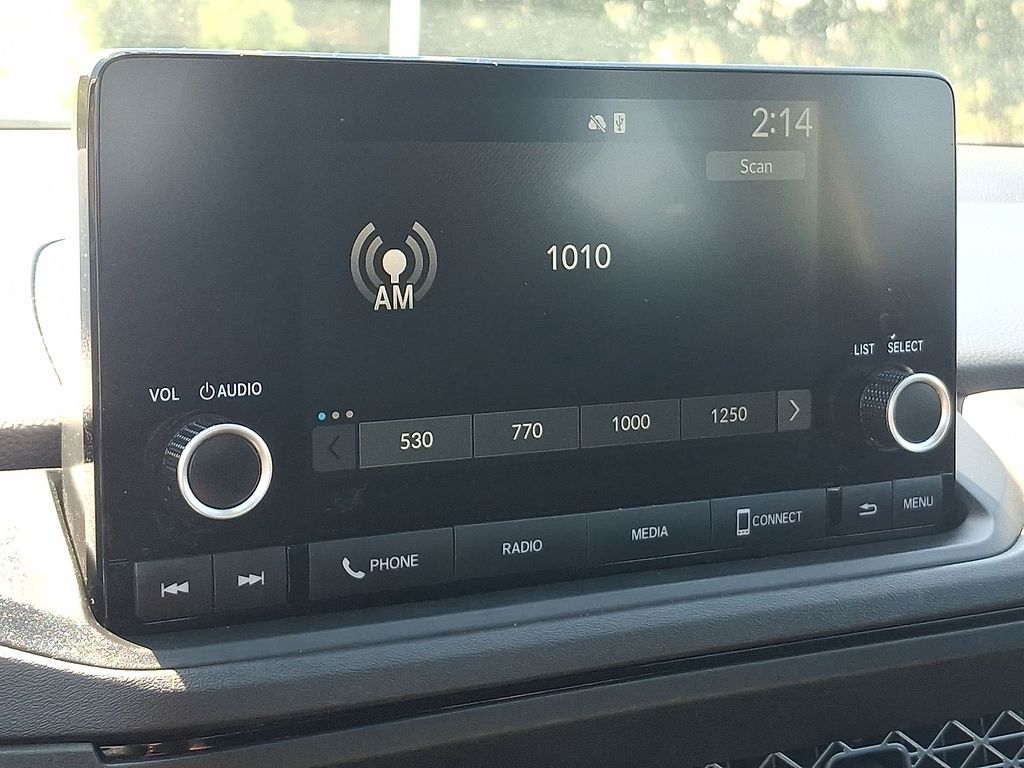 2:14
Scan
1010
AM
LIST SELECT
VOL AUDIO
530 770 1000 1250
PHONE RADIO MEDIA CONNECT MENU